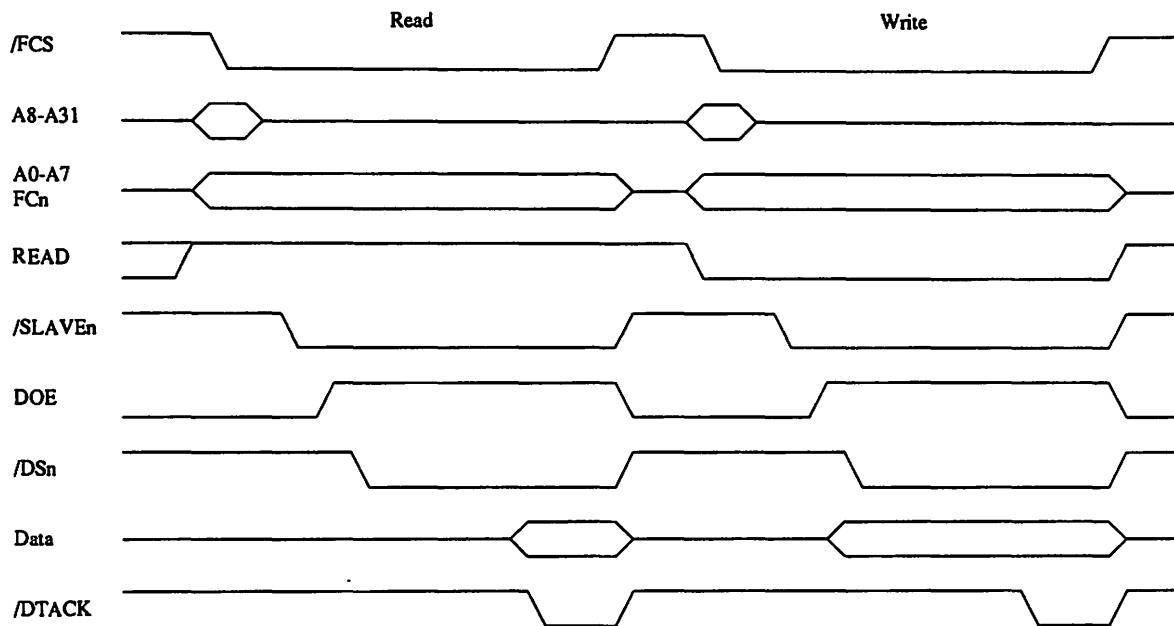 Read Write
/FCS
A8-A31
A0-A7
FCn
READ
/SLAVEn
DOE
/DSn
Data
/DTACK